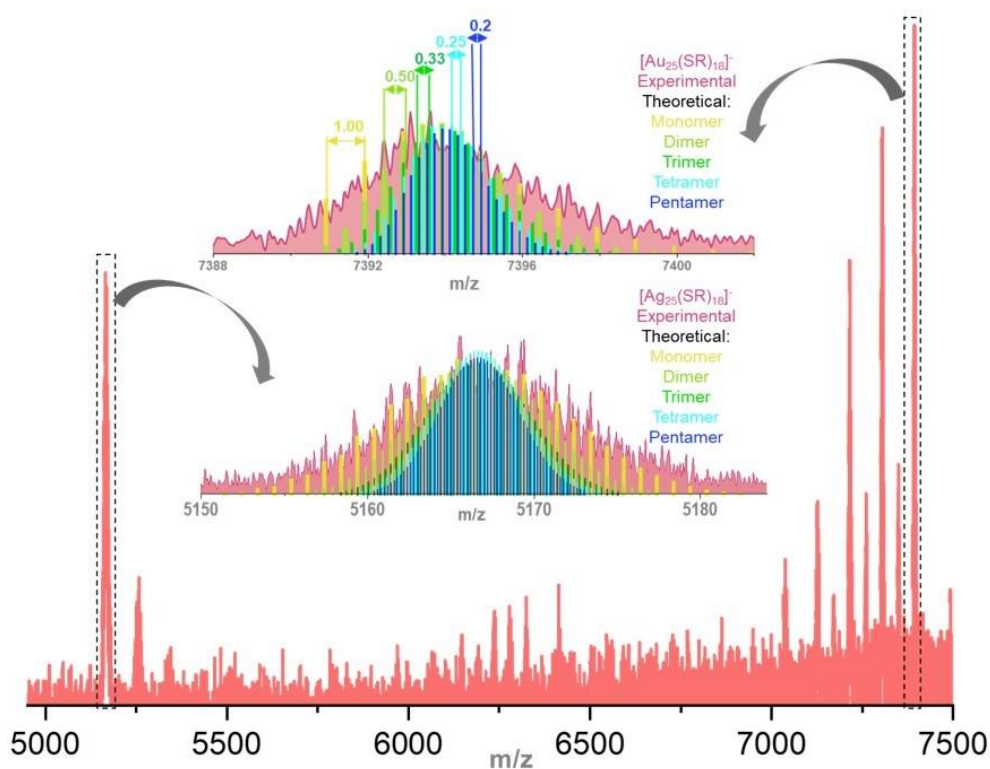 0.2
0.25
0.33
0.50
1.00
[Au₂₅(SR)₁₈]⁻
Experimental
Theoretical:
Monomer
Dimer
Trimer
Tetramer
Pentamer
7388 7392 7396 7400
m/z
[Ag₂₅(SR)₁₈]⁻
Experimental
Theoretical:
Monomer
Dimer
Trimer
Tetramer
Pentamer
5150 5160 5170 5180
m/z
5000 5500 6000 6500 7000 7500
m/z